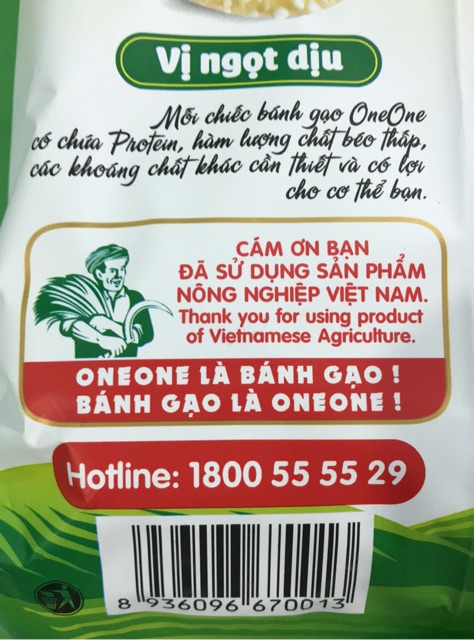 Vị ngọt dịu
Mỗi chiếc bánh gạo OneOne
có chứa Protein, hàm lượng chất béo thấp,
các khoáng chất khác cần thiết và có lợi
cho cơ thể bạn.
CÁM ƠN BẠN
ĐÃ SỬ DỤNG SẢN PHẨM
NÔNG NGHIỆP VIỆT NAM.
Thank you for using product
of Vietnamese Agriculture.
ONEONE LÀ BÁNH GẠO !
BÁNH GẠO LÀ ONEONE !
Hotline: 1800 55 55 29
8 936096 670013